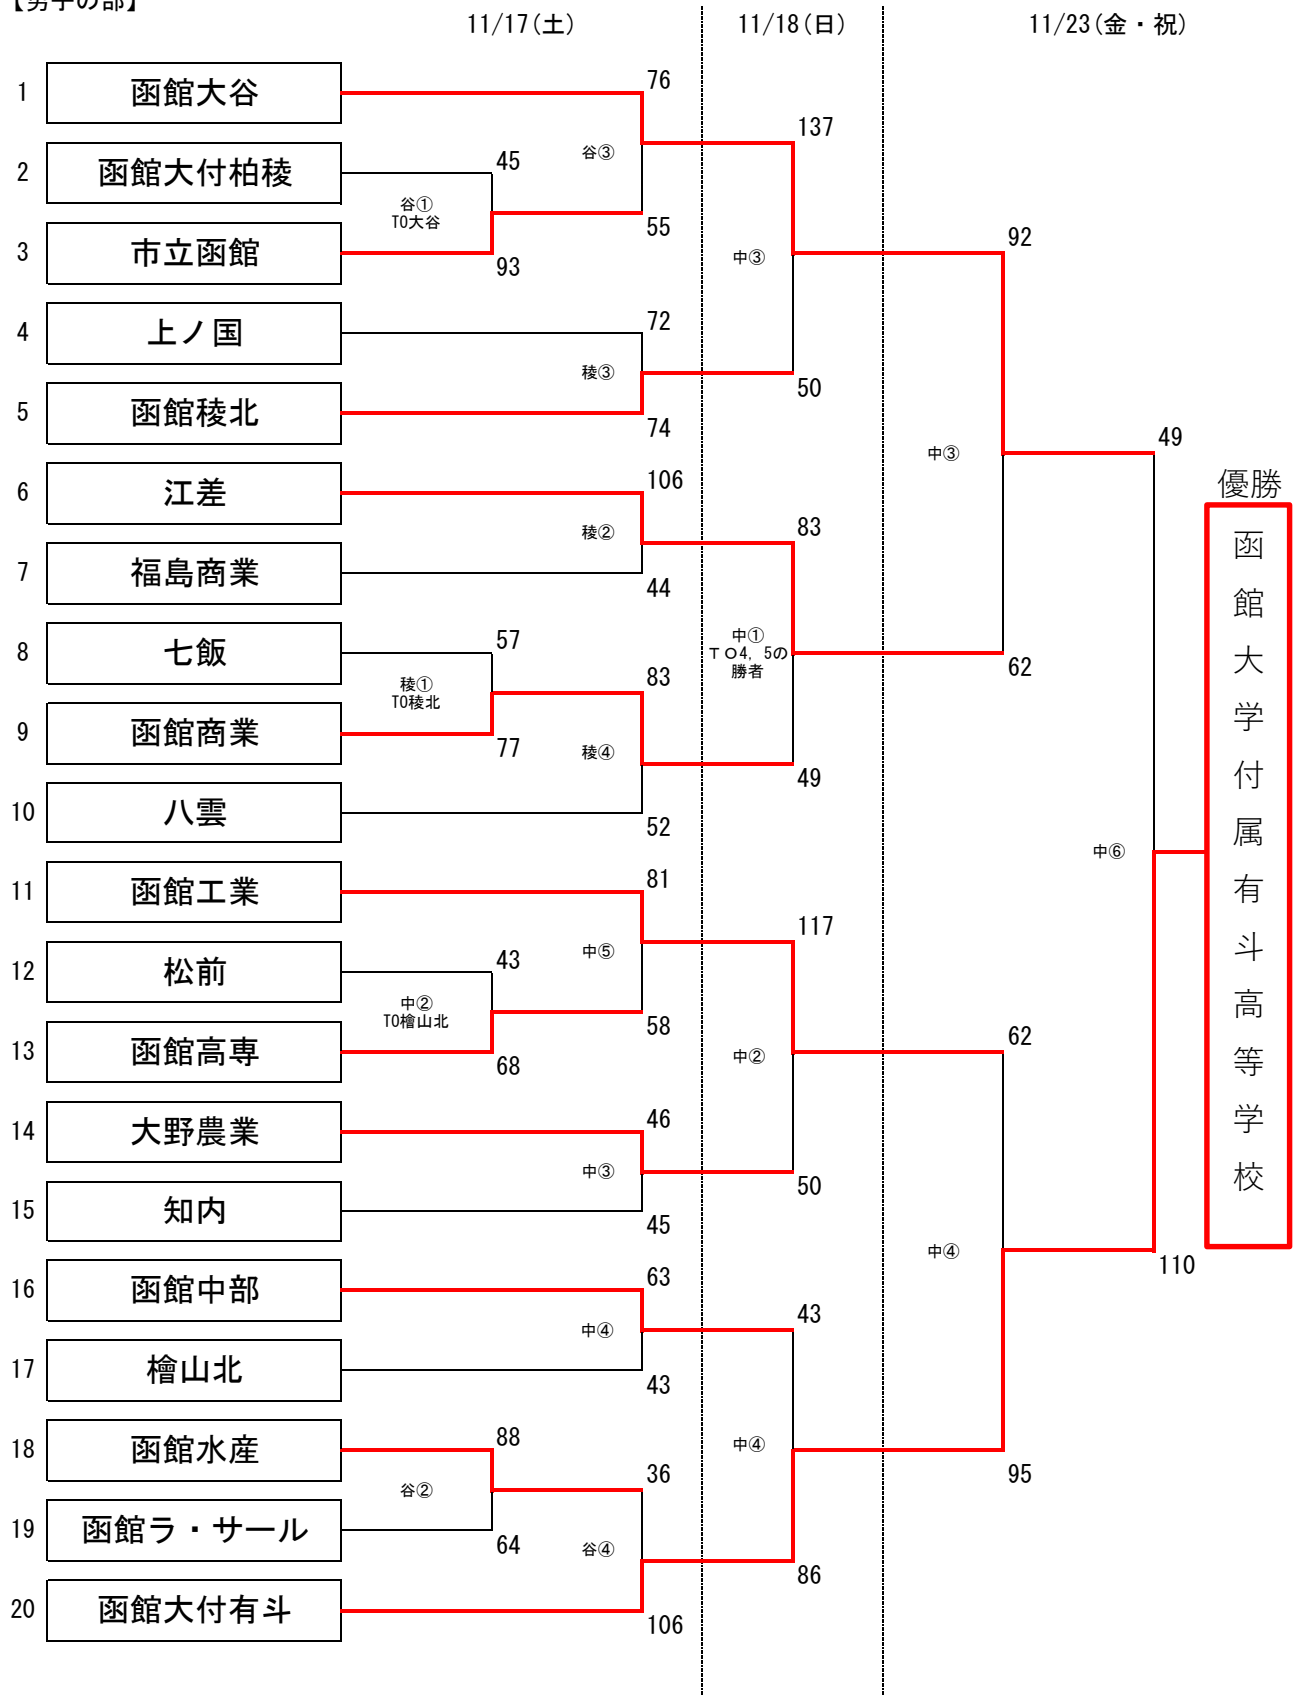 【男子の部】
11/17(土)
11/18(日)
11/23(金・祝)
1 函館大谷
76
137
谷③
2 函館大付柏稜
45
谷①
TO大谷
55
3 市立函館
93
中③
92
4 上ノ国
72
稜③
50
5 函館稜北
74
中③
49
6 江差
106
優勝
稜②
83
7 福島商業
44
8 七飯
57
中①
TO4, 5の
勝者
62
稜①
TO稜北
83
9 函館商業
77
稜④
49
10 八雲
52
中⑥
11 函館工業
81
117
中⑤
12 松前
43
中②
TO檜山北
58
13 函館高専
68
中②
62
14 大野農業
46
中③
50
15 知内
45
中④
110
16 函館中部
63
中④
43
17 檜山北
43
18 函館水産
88
中④
36
95
谷②
19 函館ラ・サール
64
谷④
86
20 函館大付有斗
106
函館大学付属有斗高等学校